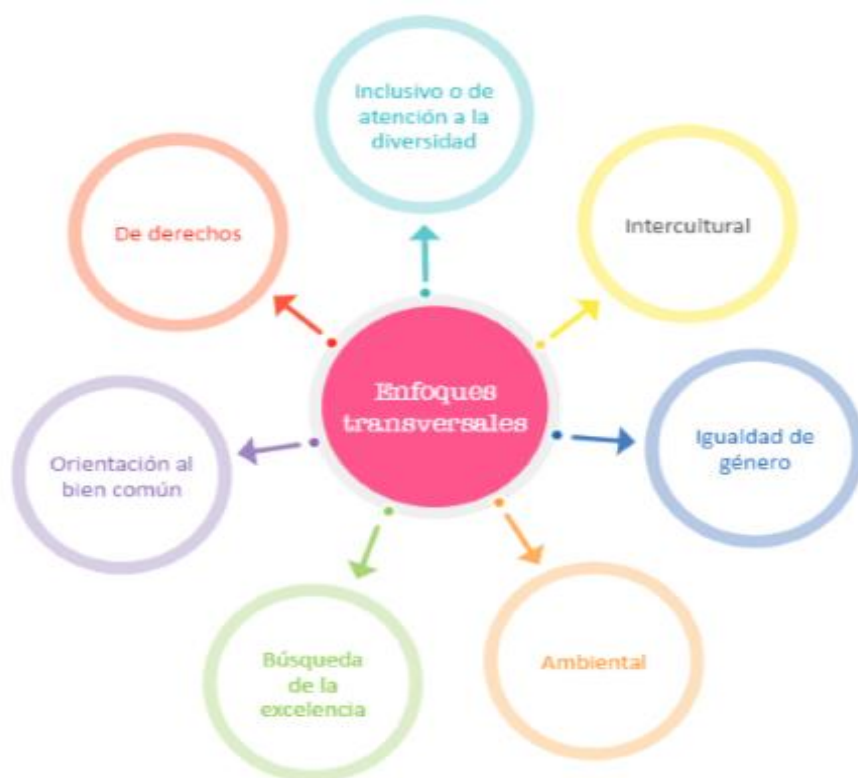 Inclusivo o de
atención a la
diversidad
De derechos
Intercultural
Enfoques
transversales
Igualdad de
género
Orientación al
bien común
Búsqueda
de la
excelencia
Ambiental